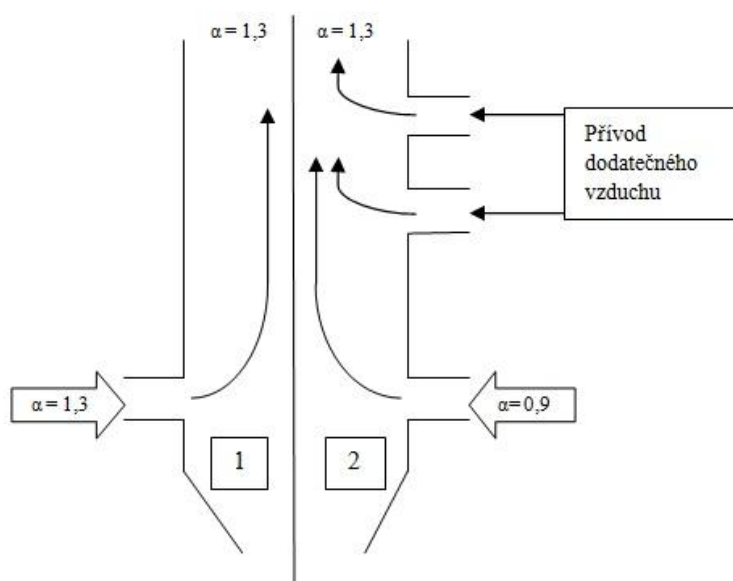 α = 1,3
α = 1,3
Přívod
dodatečného
vzduchu
α = 1,3
α= 0,9
1
2